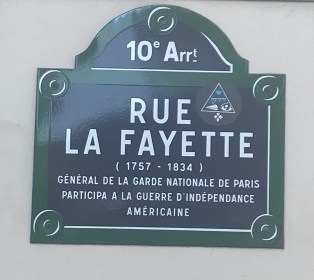 10e Arrt
RUE
LA FAYETTE
( 1757 - 1834 )
GÉNÉRAL DE LA GARDE NATIONALE DE PARIS
PARTICIPA A LA GUERRE D'INDÉPENDANCE
AMÉRICAINE